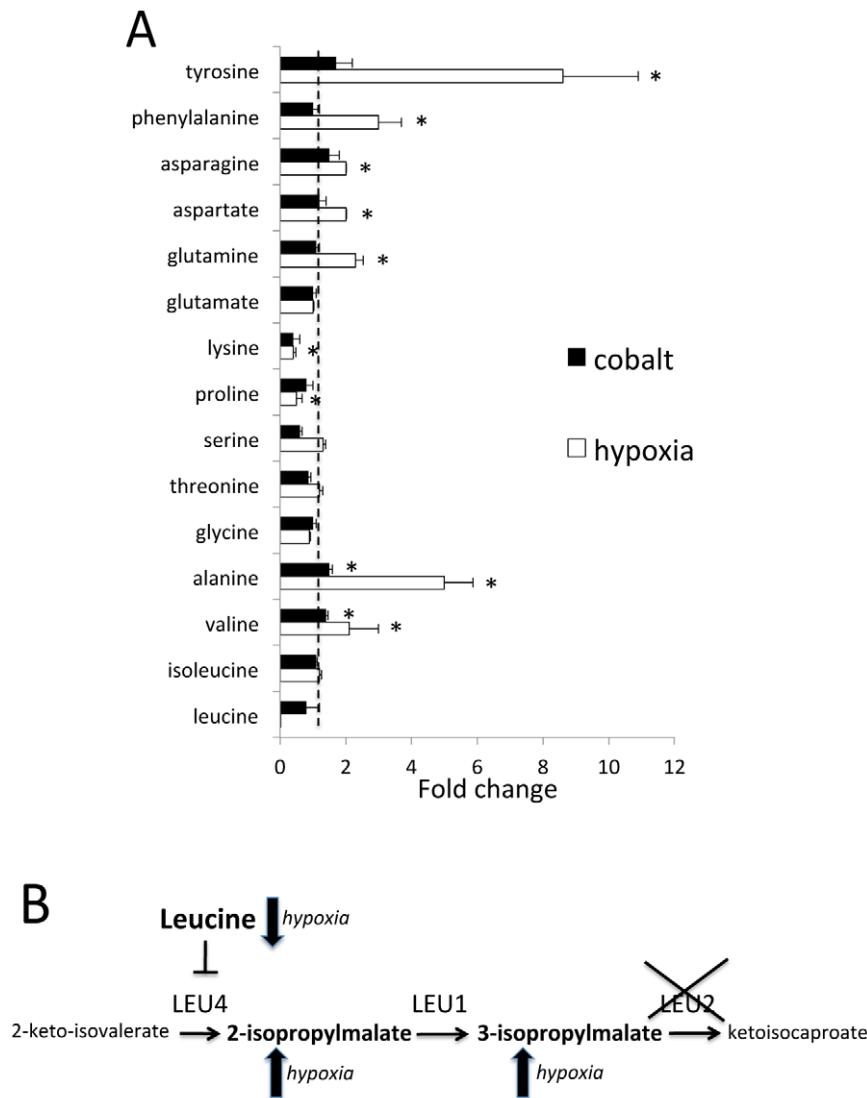 A
tyrosine
*
phenylalanine
*
asparagine
*
aspartate
*
glutamine
*
glutamate
lysine
*
proline
*
serine
threonine
glycine
alanine
*
*
valine
*
*
isoleucine
leucine
cobalt
hypoxia
0 2 4 6 8 10 12
Fold change
B
Leucine hypoxia
LEU4 LEU1 LEU2
2-keto-isovalerate 2-isopropylmalate 3-isopropylmalate ketoisocaproate
hypoxia hypoxia